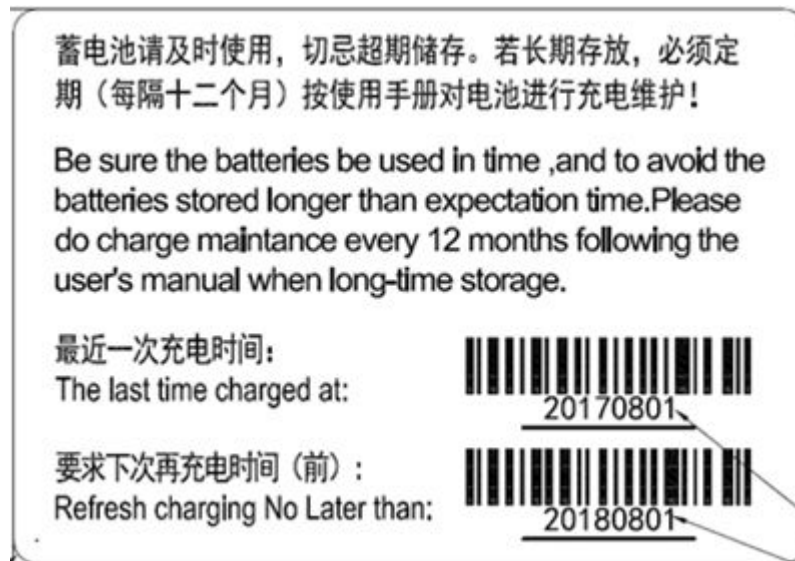 蓄电池请及时使用，切忌超期储存。若长期存放，必须定
期（每隔十二个月）按使用手册对电池进行充电维护！
Be sure the batteries be used in time ,and to avoid the
batteries stored longer than expectation time.Please
do charge maintance every 12 months following the
user's manual when long-time storage.
最近一次充电时间：
The last time charged at:
20170801
要求下次再充电时间（前）：
Refresh charging No Later than:
20180801